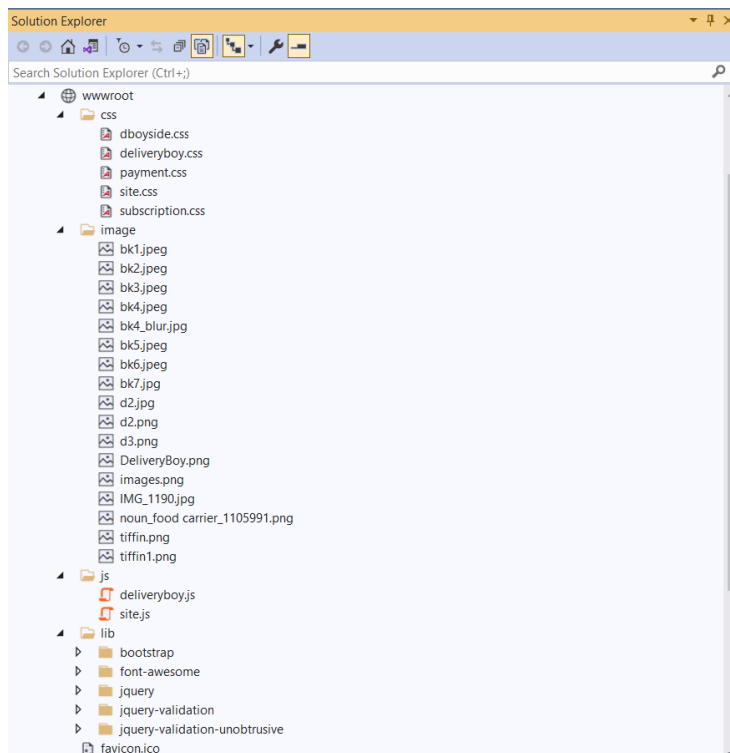 Solution Explorer
Search Solution Explorer (Ctrl+;)
wwwroot
css
dboyside.css
deliveryboy.css
payment.css
site.css
subscription.css
image
bk1.jpeg
bk2.jpeg
bk3.jpeg
bk4.jpeg
bk4_blur.jpg
bk5.jpeg
bk6.jpeg
bk7.jpg
d2.jpg
d2.png
d3.png
DeliveryBoy.png
images.png
IMG_1190.jpg
noun_food carrier_1105991.png
tiffin.png
tiffin1.png
js
deliveryboy.js
site.js
lib
bootstrap
font-awesome
jquery
jquery-validation
jquery-validation-unobtrusive
favicon.ico